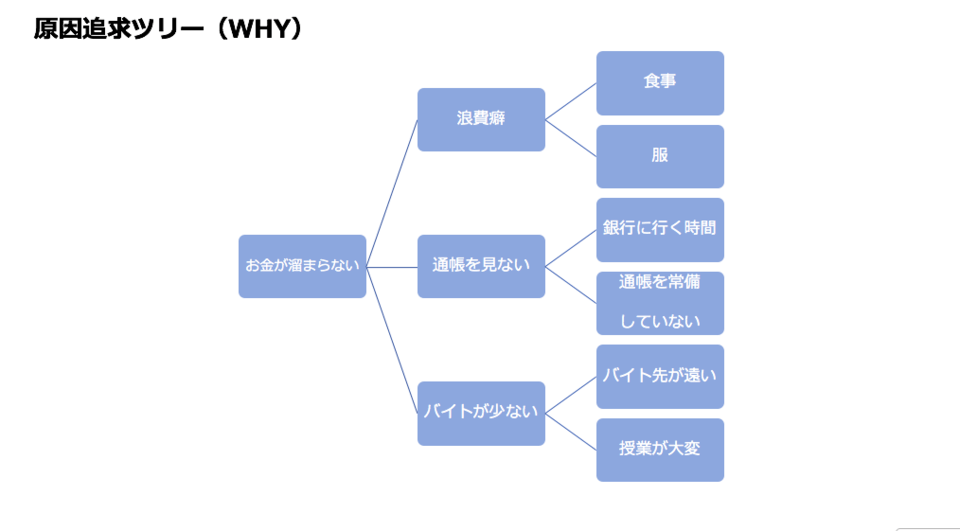 原因追求ツリー（WHY）
お金が溜まらない
浪費癖
食事
服
通帳を見ない
銀行に行く時間
通帳を常備
していない
バイトが少ない
バイト先が遠い
授業が大変